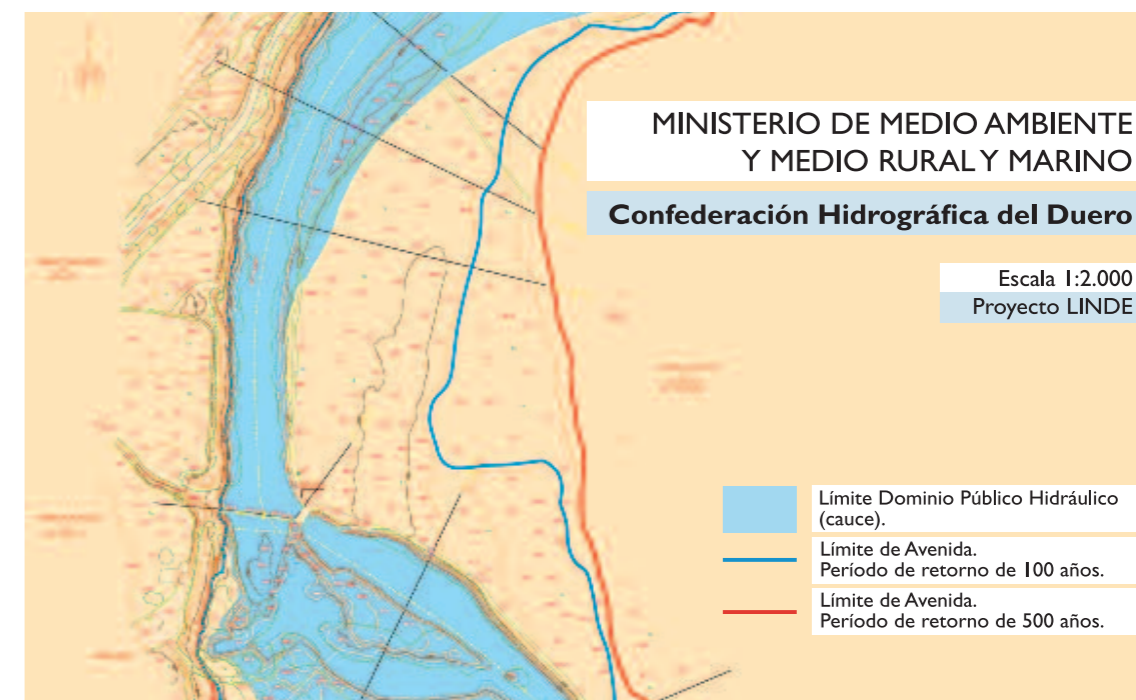 MINISTERIO DE MEDIO AMBIENTE
Y MEDIO RURAL Y MARINO
Confederación Hidrográfica del Duero
Escala 1:2.000
Proyecto LINDE
Límite Dominio Público Hidráulico
(cauce).
Límite de Avenida.
Período de retorno de 100 años.
Límite de Avenida.
Período de retorno de 500 años.